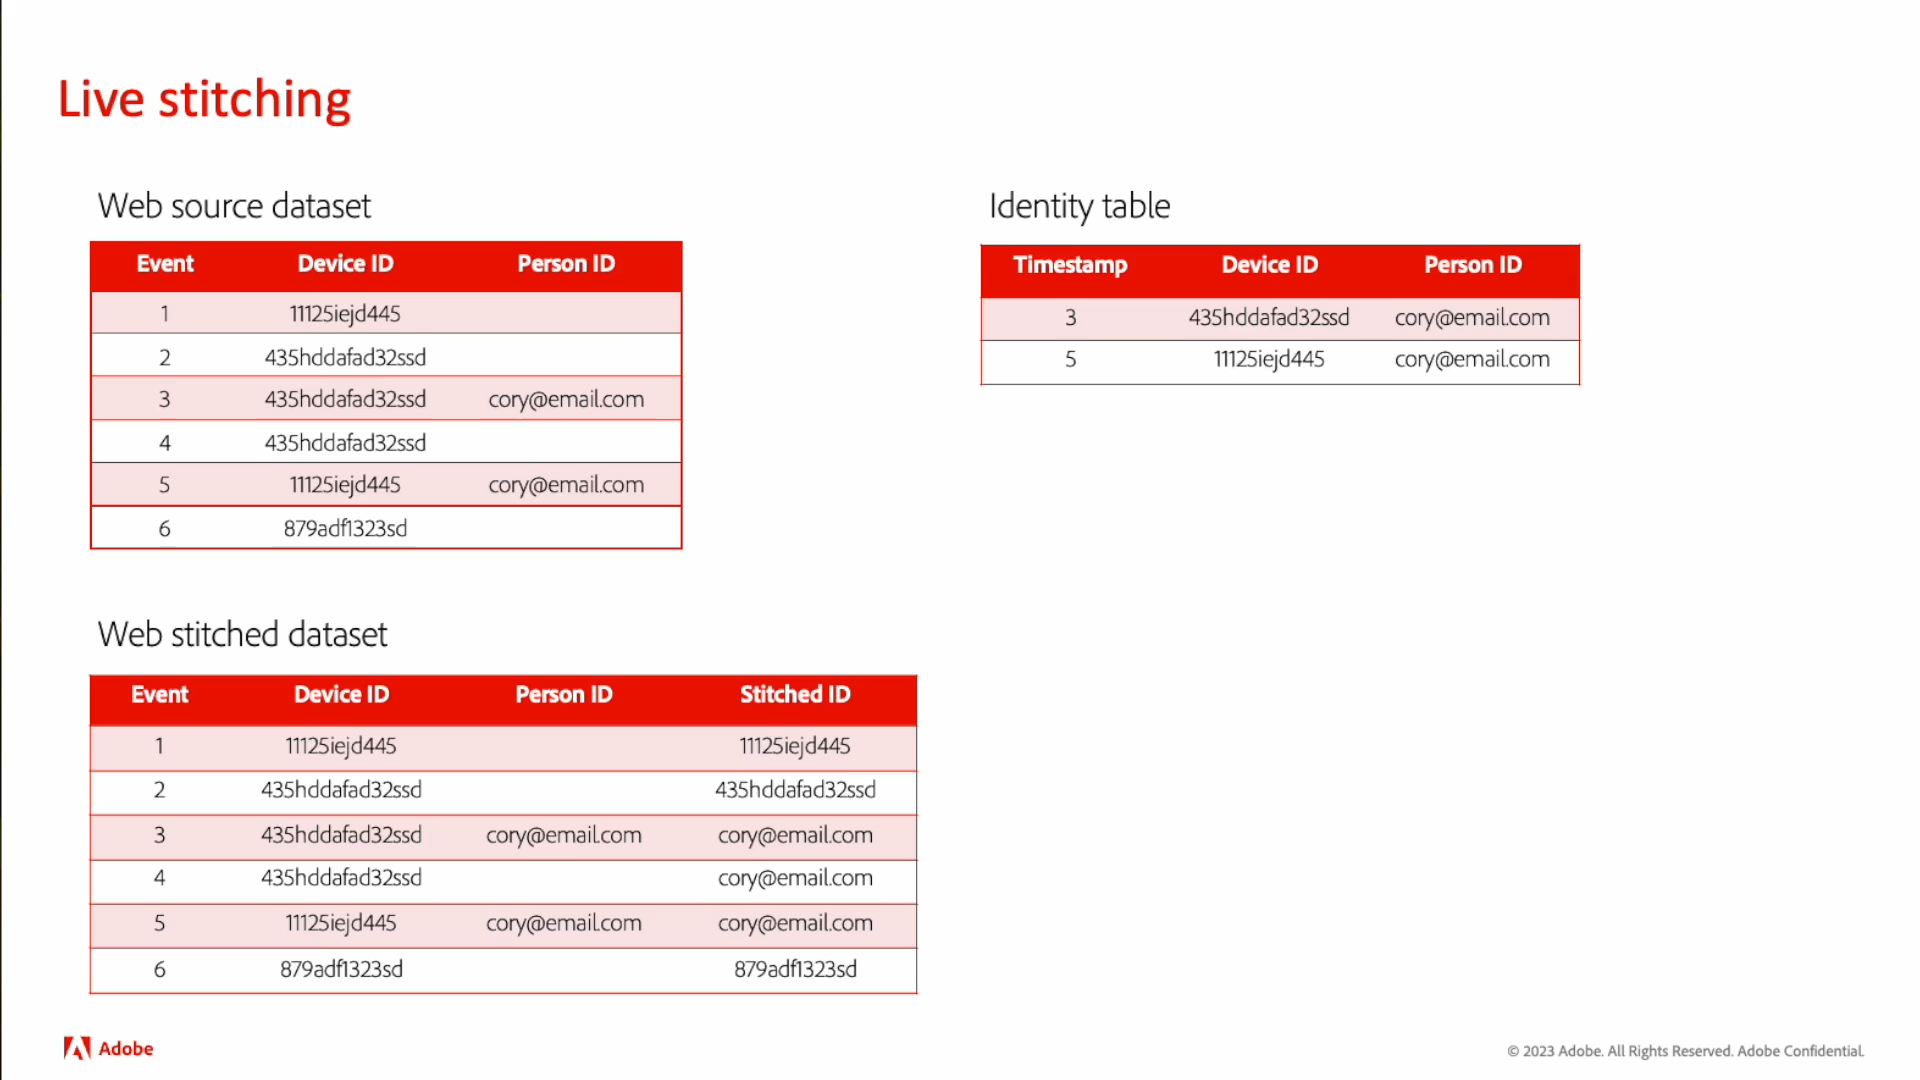 Live stitching
Web source dataset
Event Device ID Person ID
1 11125iejd445
2 435hddafad32ssd
3 435hddafad32ssd cory@email.com
4 435hddafad32ssd
5 11125iejd445 cory@email.com
6 879adf1323sd
Identity table
Timestamp Device ID Person ID
3 435hddafad32ssd cory@email.com
5 11125iejd445 cory@email.com
Web stitched dataset
Event Device ID Person ID Stitched ID
1 11125iejd445 11125iejd445
2 435hddafad32ssd 435hddafad32ssd
3 435hddafad32ssd cory@email.com cory@email.com
4 435hddafad32ssd cory@email.com
5 11125iejd445 cory@email.com cory@email.com
6 879adf1323sd 879adf1323sd
Adobe
© 2023 Adobe. All Rights Reserved. Adobe Confidential.